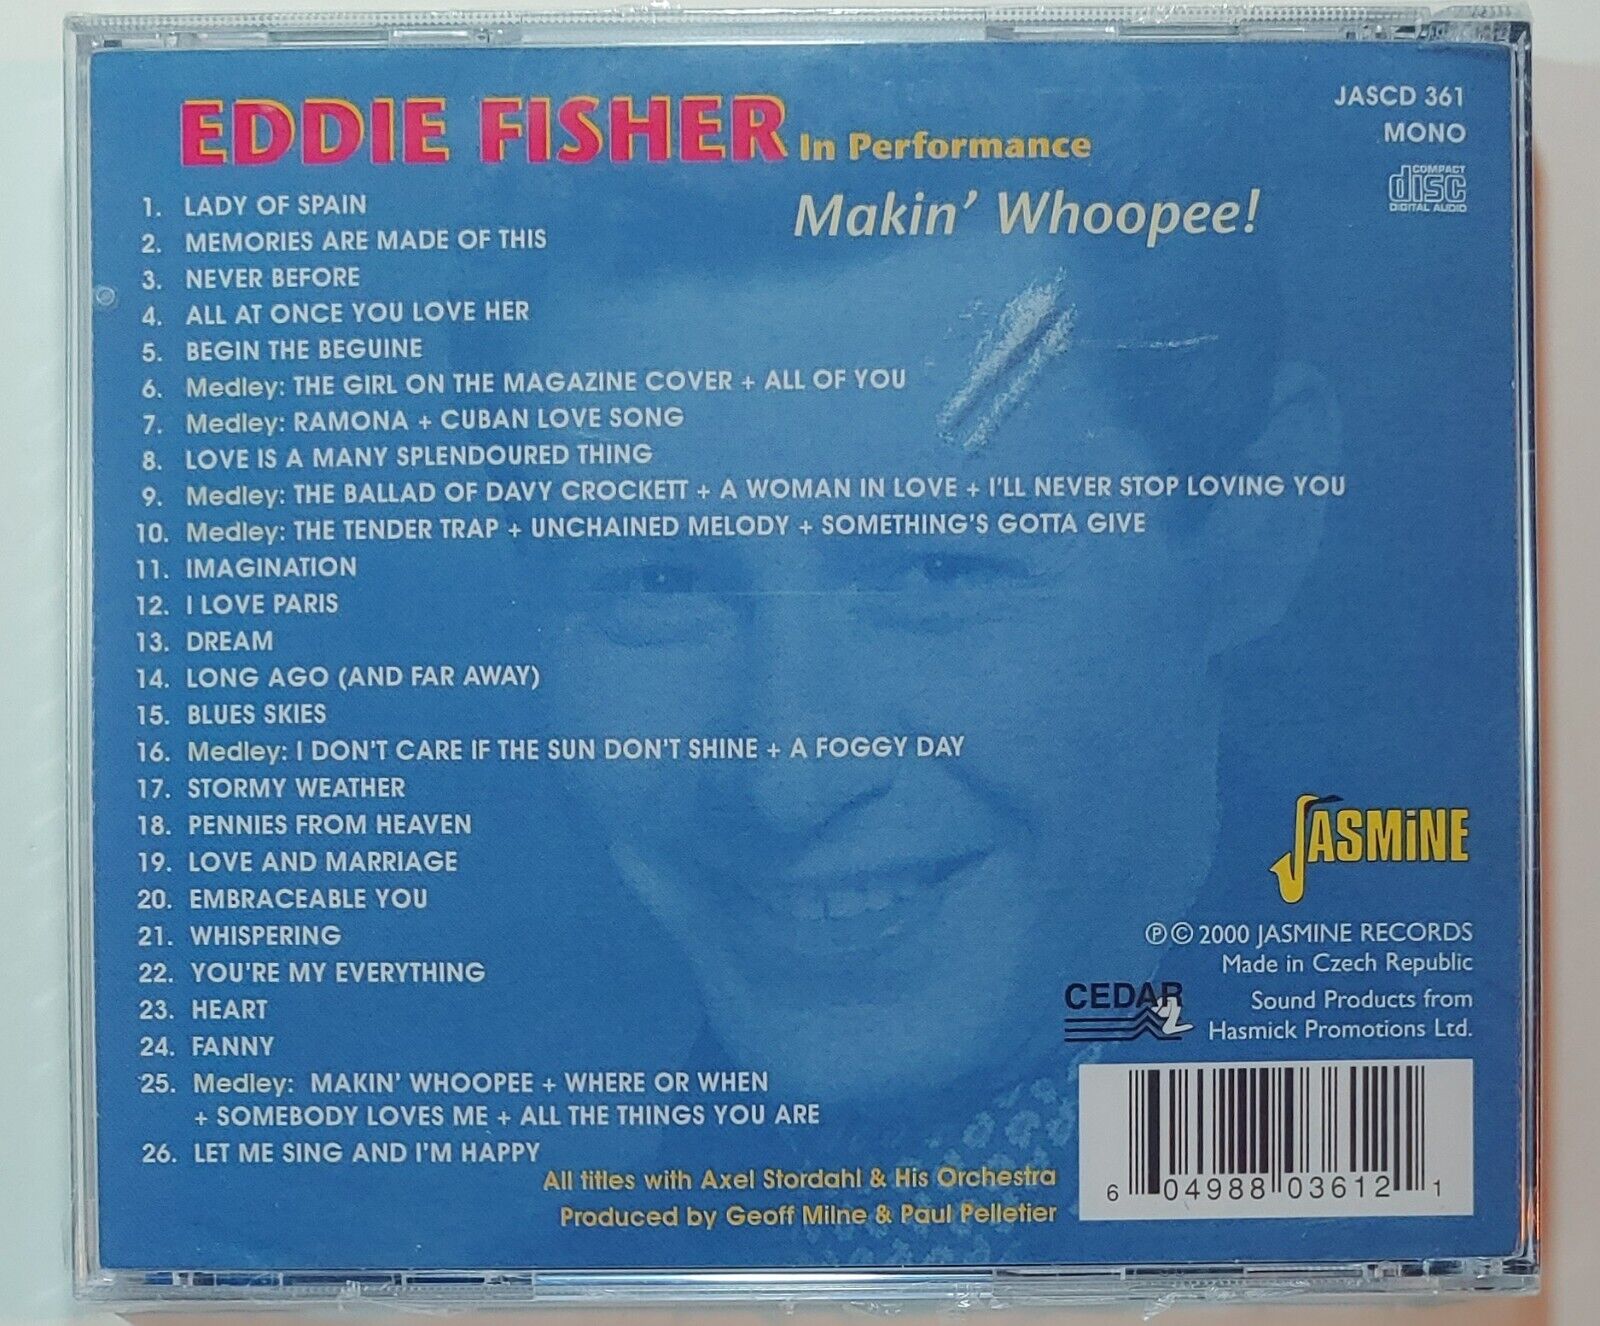 EDDIE FISHER In Performance
Makin' Whoopee!
JASCD 361
MONO
COMPACT
disc
DIGITAL AUDIO
1. LADY OF SPAIN
2. MEMORIES ARE MADE OF THIS
3. NEVER BEFORE
4. ALL AT ONCE YOU LOVE HER
5. BEGIN THE BEGUINE
6. Medley: THE GIRL ON THE MAGAZINE COVER + ALL OF YOU
7. Medley: RAMONA + CUBAN LOVE SONG
8. LOVE IS A MANY SPLENDOURED THING
9. Medley: THE BALLAD OF DAVY CROCKETT + A WOMAN IN LOVE + I'LL NEVER STOP LOVING YOU
10. Medley: THE TENDER TRAP + UNCHAINED MELODY + SOMETHING'S GOTTA GIVE
11. IMAGINATION
12. I LOVE PARIS
13. DREAM
14. LONG AGO (AND FAR AWAY)
15. BLUES SKIES
16. Medley: I DON'T CARE IF THE SUN DON'T SHINE + A FOGGY DAY
17. STORMY WEATHER
18. PENNIES FROM HEAVEN
19. LOVE AND MARRIAGE
20. EMBRACEABLE YOU
21. WHISPERING
22. YOU'RE MY EVERYTHING
23. HEART
24. FANNY
25. Medley: MAKIN' WHOOPEE + WHERE OR WHEN
+ SOMEBODY LOVES ME + ALL THE THINGS YOU ARE
26. LET ME SING AND I'M HAPPY
All titles with Axel Stordahl & His Orchestra
Produced by Geoff Milne & Paul Pelletier
JASMiNE
℗ © 2000 JASMINE RECORDS
Made in Czech Republic
CEDAR 2
Sound Products from
Hasmick Promotions Ltd.
6 04988 03612 1